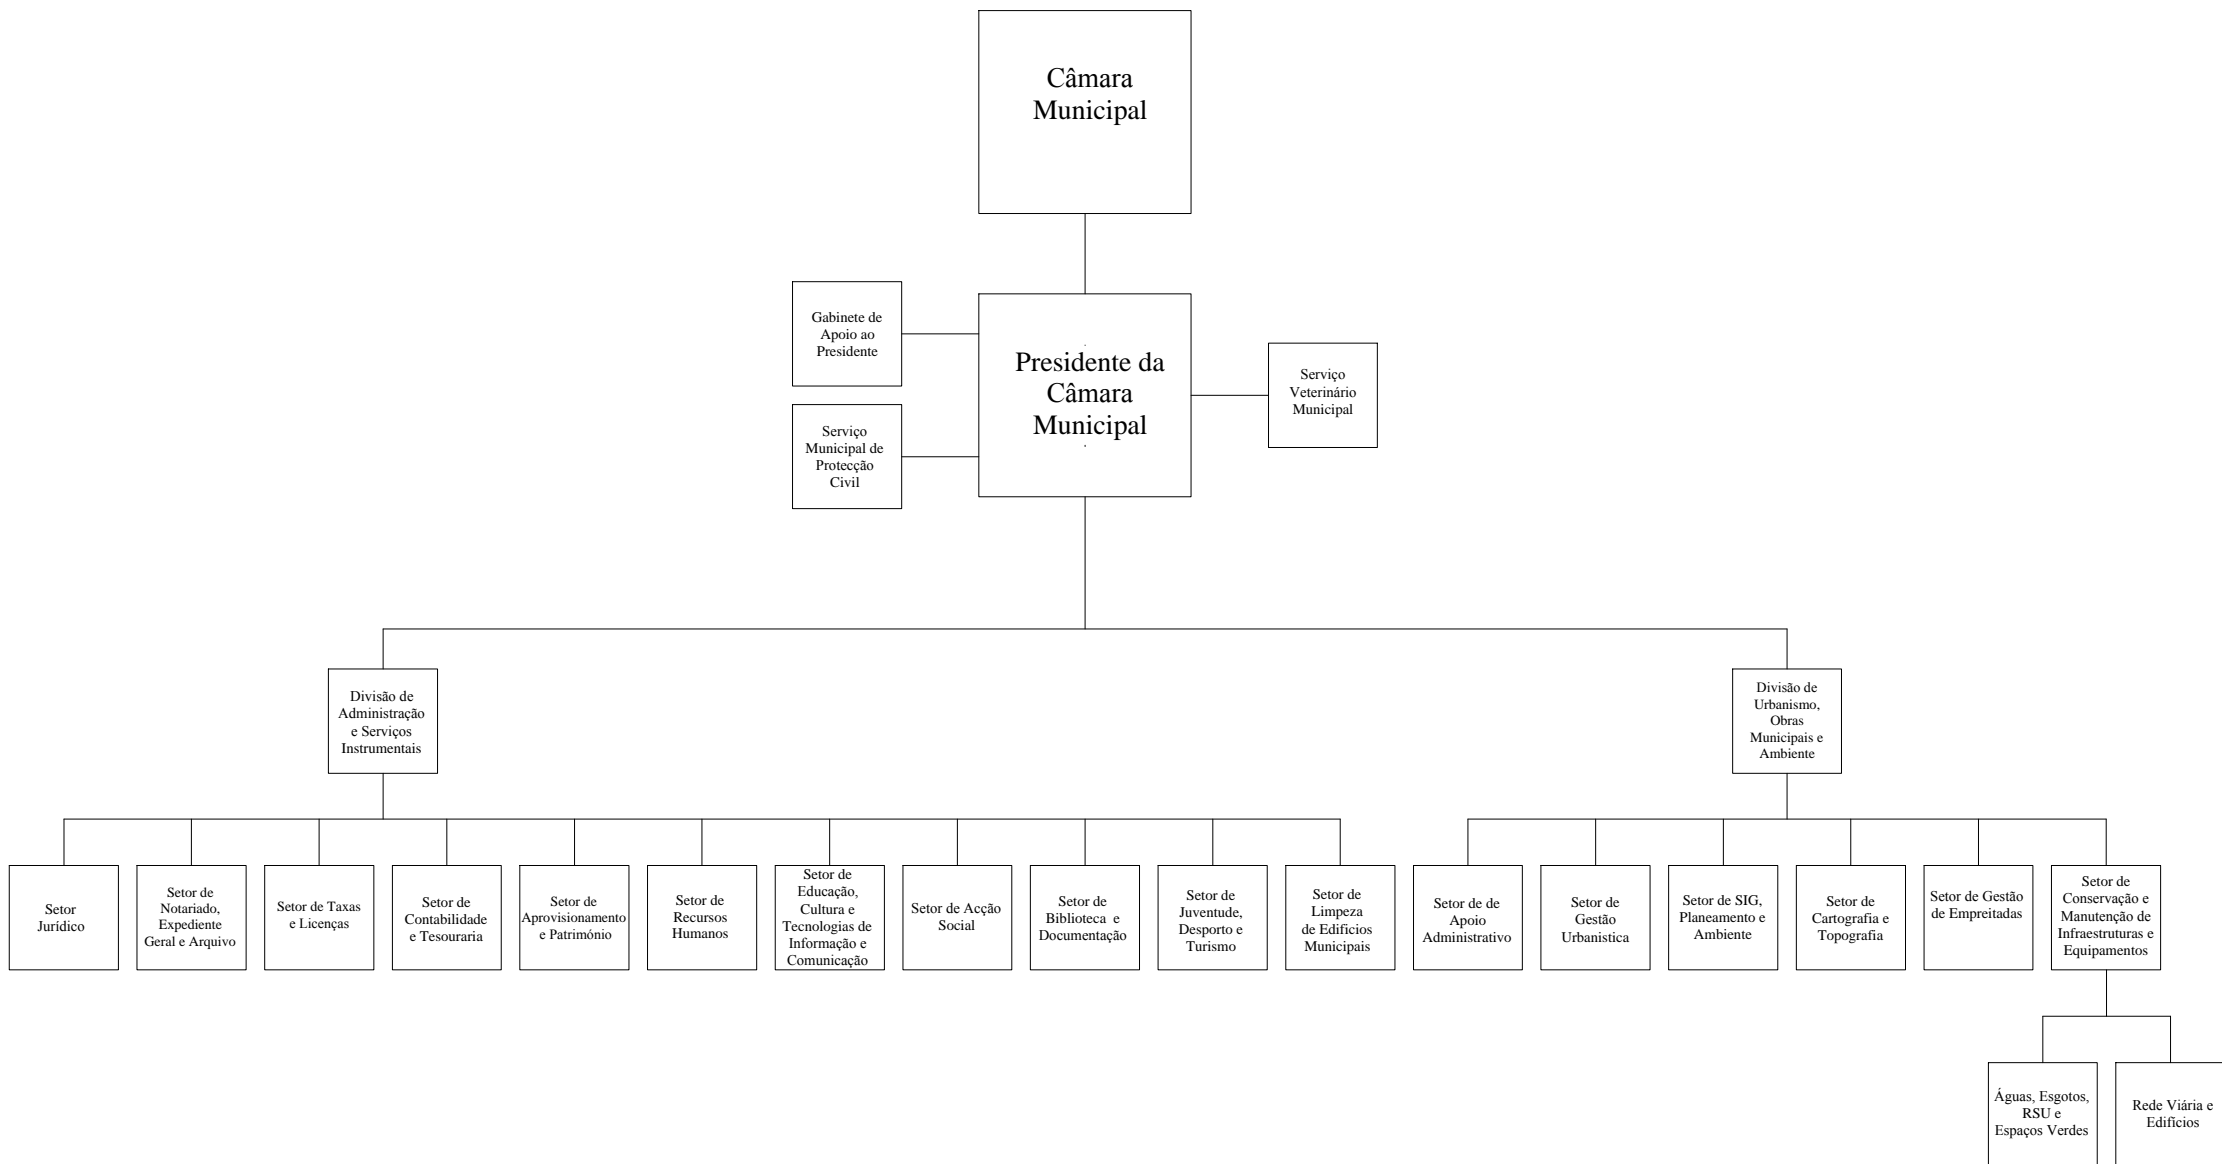 Câmara
Municipal
Gabinete de
Apoio ao
Presidente
Presidente da
Câmara
Municipal
Serviço
Veterinário
Municipal
Serviço
Municipal de
Protecção
Civil
Divisão de
Administração
e Serviços
Instrumentais
Divisão de
Urbanismo,
Obras
Municipais e
Ambiente
Setor
Jurídico
Setor de
Notariado,
Expediente
Geral e Arquivo
Setor de Taxas
e Licenças
Setor de
Contabilidade
e Tesouraria
Setor de
Aprovisionamento
e Património
Setor de
Recursos
Humanos
Setor de
Educação,
Cultura e
Tecnologias de
Informação e
Comunicação
Setor de Acção
Social
Setor de
Biblioteca e
Documentação
Setor de
Juventude,
Desporto e
Turismo
Setor de
Limpeza
de Edificios
Municipais
Setor de de
Apoio
Administrativo
Setor de
Gestão
Urbanistica
Setor de SIG,
Planeamento e
Ambiente
Setor de
Cartografia e
Topografia
Setor de Gestão
de Empreitadas
Setor de
Conservação e
Manutenção de
Infraestruturas e
Equipamentos
Águas, Esgotos,
RSU e
Espaços Verdes
Rede Viária e
Edifícios